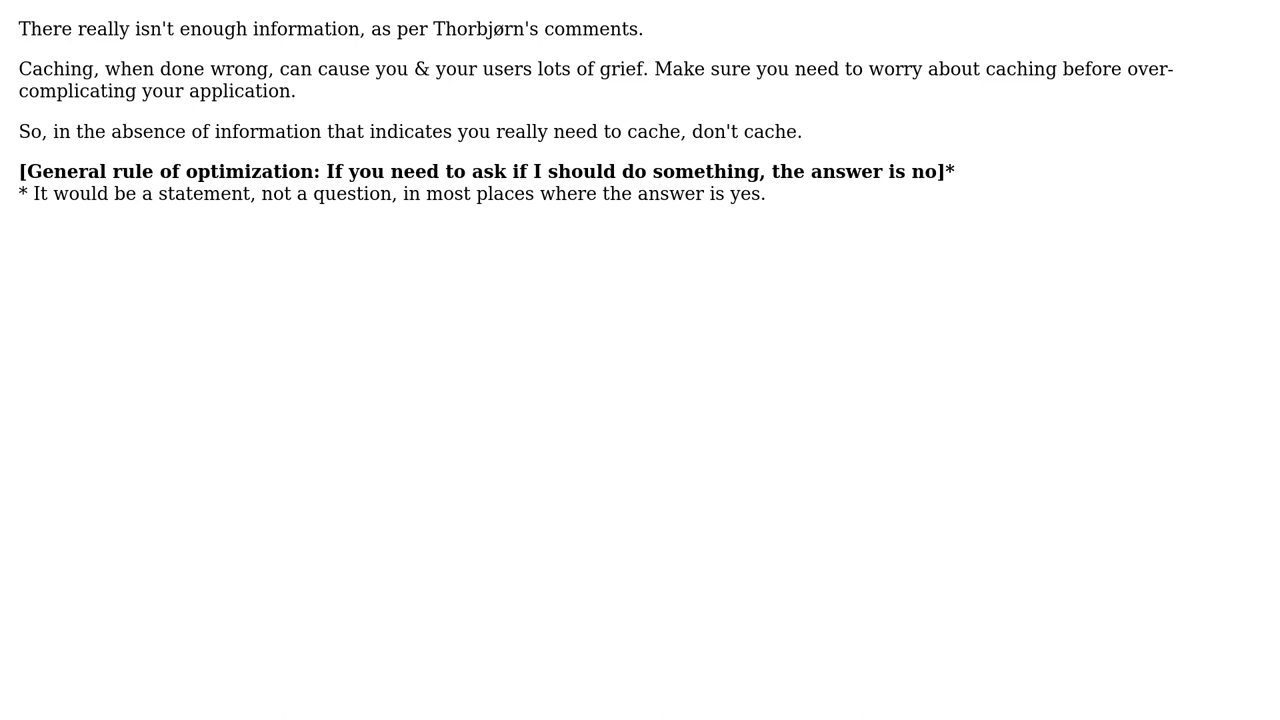 There really isn't enough information, as per Thorbjørn's comments.
Caching, when done wrong, can cause you & your users lots of grief. Make sure you need to worry about caching before over-
complicating your application.
So, in the absence of information that indicates you really need to cache, don't cache.
[General rule of optimization: If you need to ask if I should do something, the answer is no]*
* It would be a statement, not a question, in most places where the answer is yes.